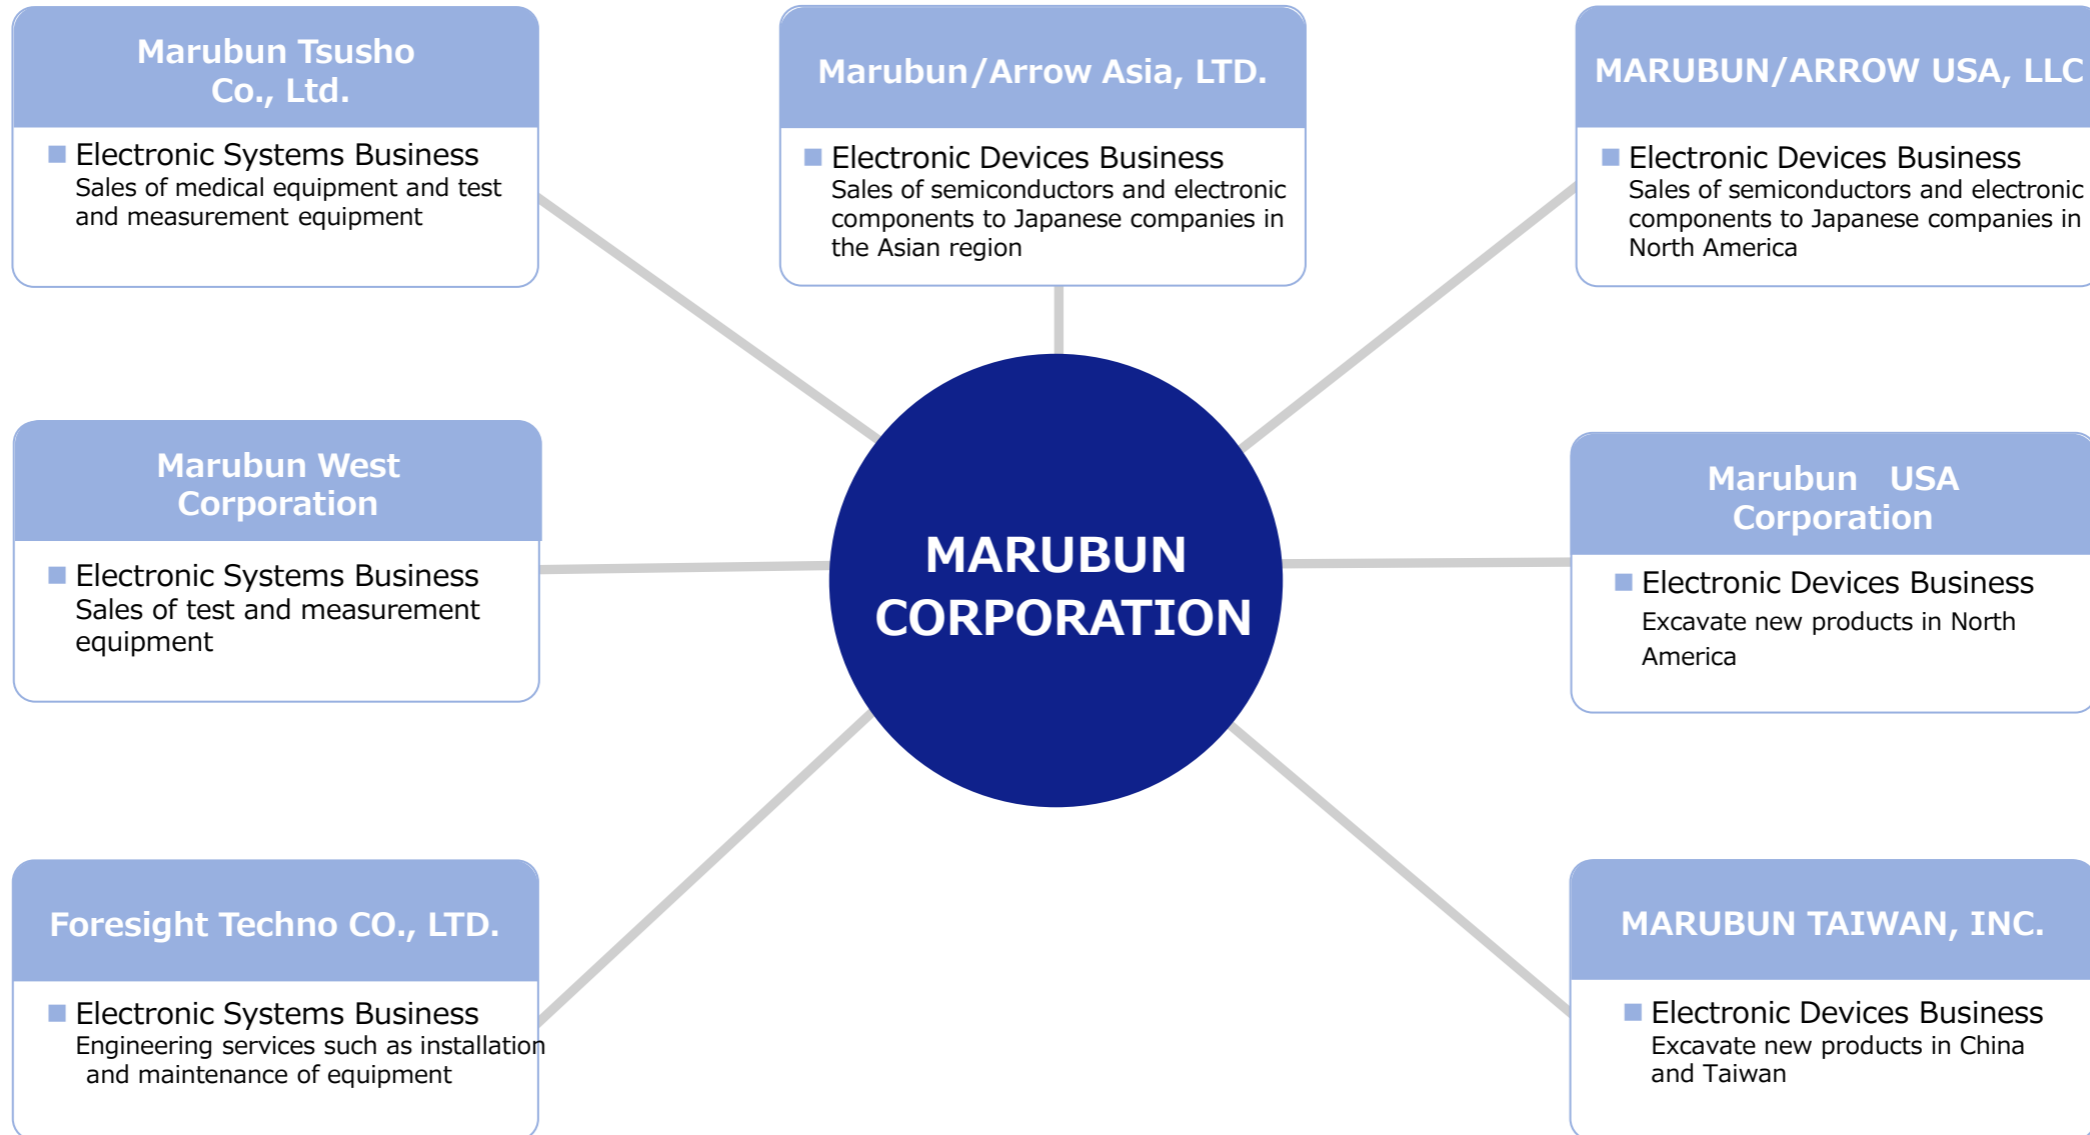 Marubun Tsusho
Co., Ltd.
■ Electronic Systems Business
Sales of medical equipment and test
and measurement equipment
Marubun/Arrow Asia, LTD.
■ Electronic Devices Business
Sales of semiconductors and electronic
components to Japanese companies in
the Asian region
MARUBUN/ARROW USA, LLC
■ Electronic Devices Business
Sales of semiconductors and electronic
components to Japanese companies in
North America
Marubun West
Corporation
■ Electronic Systems Business
Sales of test and measurement
equipment
MARUBUN
CORPORATION
Marubun USA
Corporation
■ Electronic Devices Business
Excavate new products in North
America
Foresight Techno CO., LTD.
■ Electronic Systems Business
Engineering services such as installation
and maintenance of equipment
MARUBUN TAIWAN, INC.
■ Electronic Devices Business
Excavate new products in China
and Taiwan